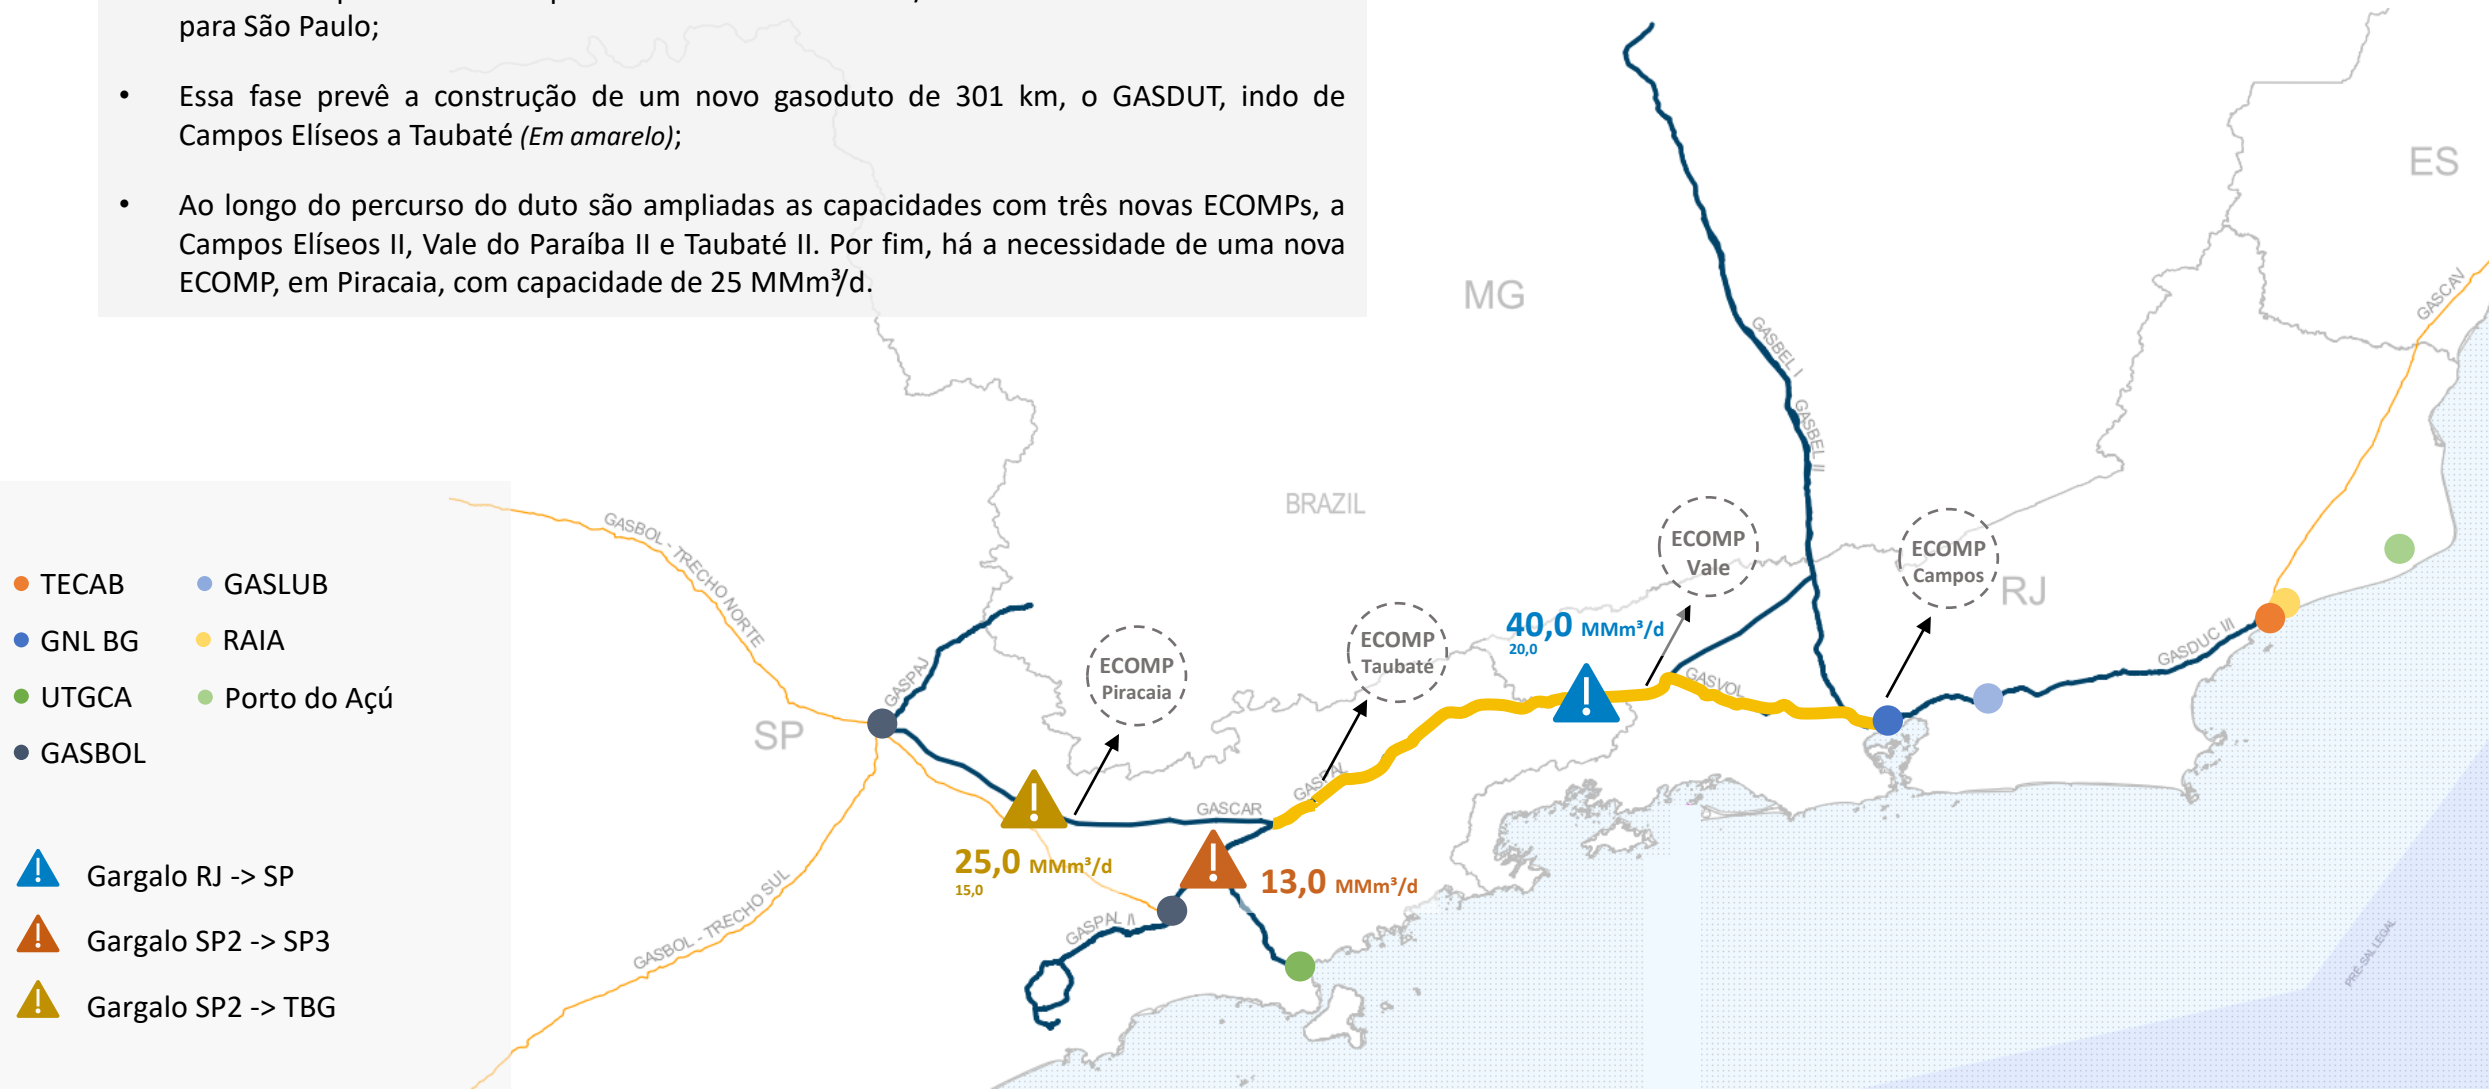 para São Paulo;
• Essa fase prevê a construção de um novo gasoduto de 301 km, o GASDUT, indo de
Campos Elíseos a Taubaté (Em amarelo);
• Ao longo do percurso do duto são ampliadas as capacidades com três novas ECOMPs, a
Campos Elíseos II, Vale do Paraíba II e Taubaté II. Por fim, há a necessidade de uma nova
ECOMP, em Piracaia, com capacidade de 25 MMm³/d.
ES
MG
GASCAV
GASBEL I
GASBEL II
BRAZIL
GASBOL - TRECHO NORTE
ECOMP
Vale
ECOMP
Campos
RJ
TECAB
GASLUB
GNL BG
RAIA
UTGCA
Porto do Açú
GASBOL
40,0 MMm³/d
20,0
ECOMP
Taubaté
ECOMP
Piracaia
GASDUC III
GASPAJ
GASVOL
SP
GASPAL
GASCAR
25,0 MMm³/d
15,0
13,0 MMm³/d
GASBOL - TRECHO SUL
GASPAL II
PRÉ-SAL LEGAL
Gargalo RJ -> SP
Gargalo SP2 -> SP3
Gargalo SP2 -> TBG